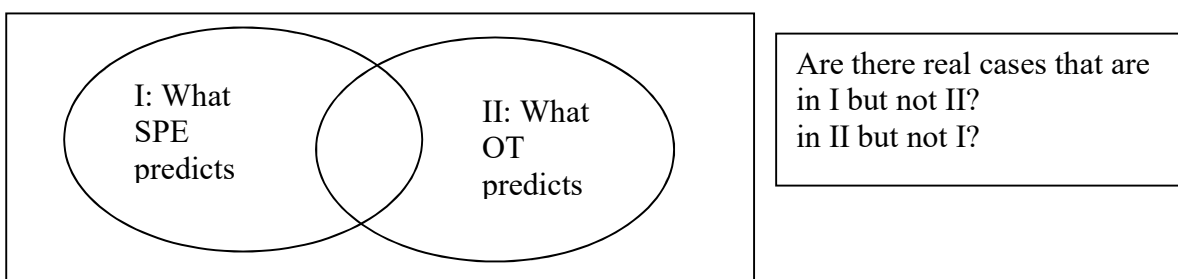 I: What
SPE
predicts
II: What
OT
predicts
Are there real cases that are
in I but not II?
in II but not I?